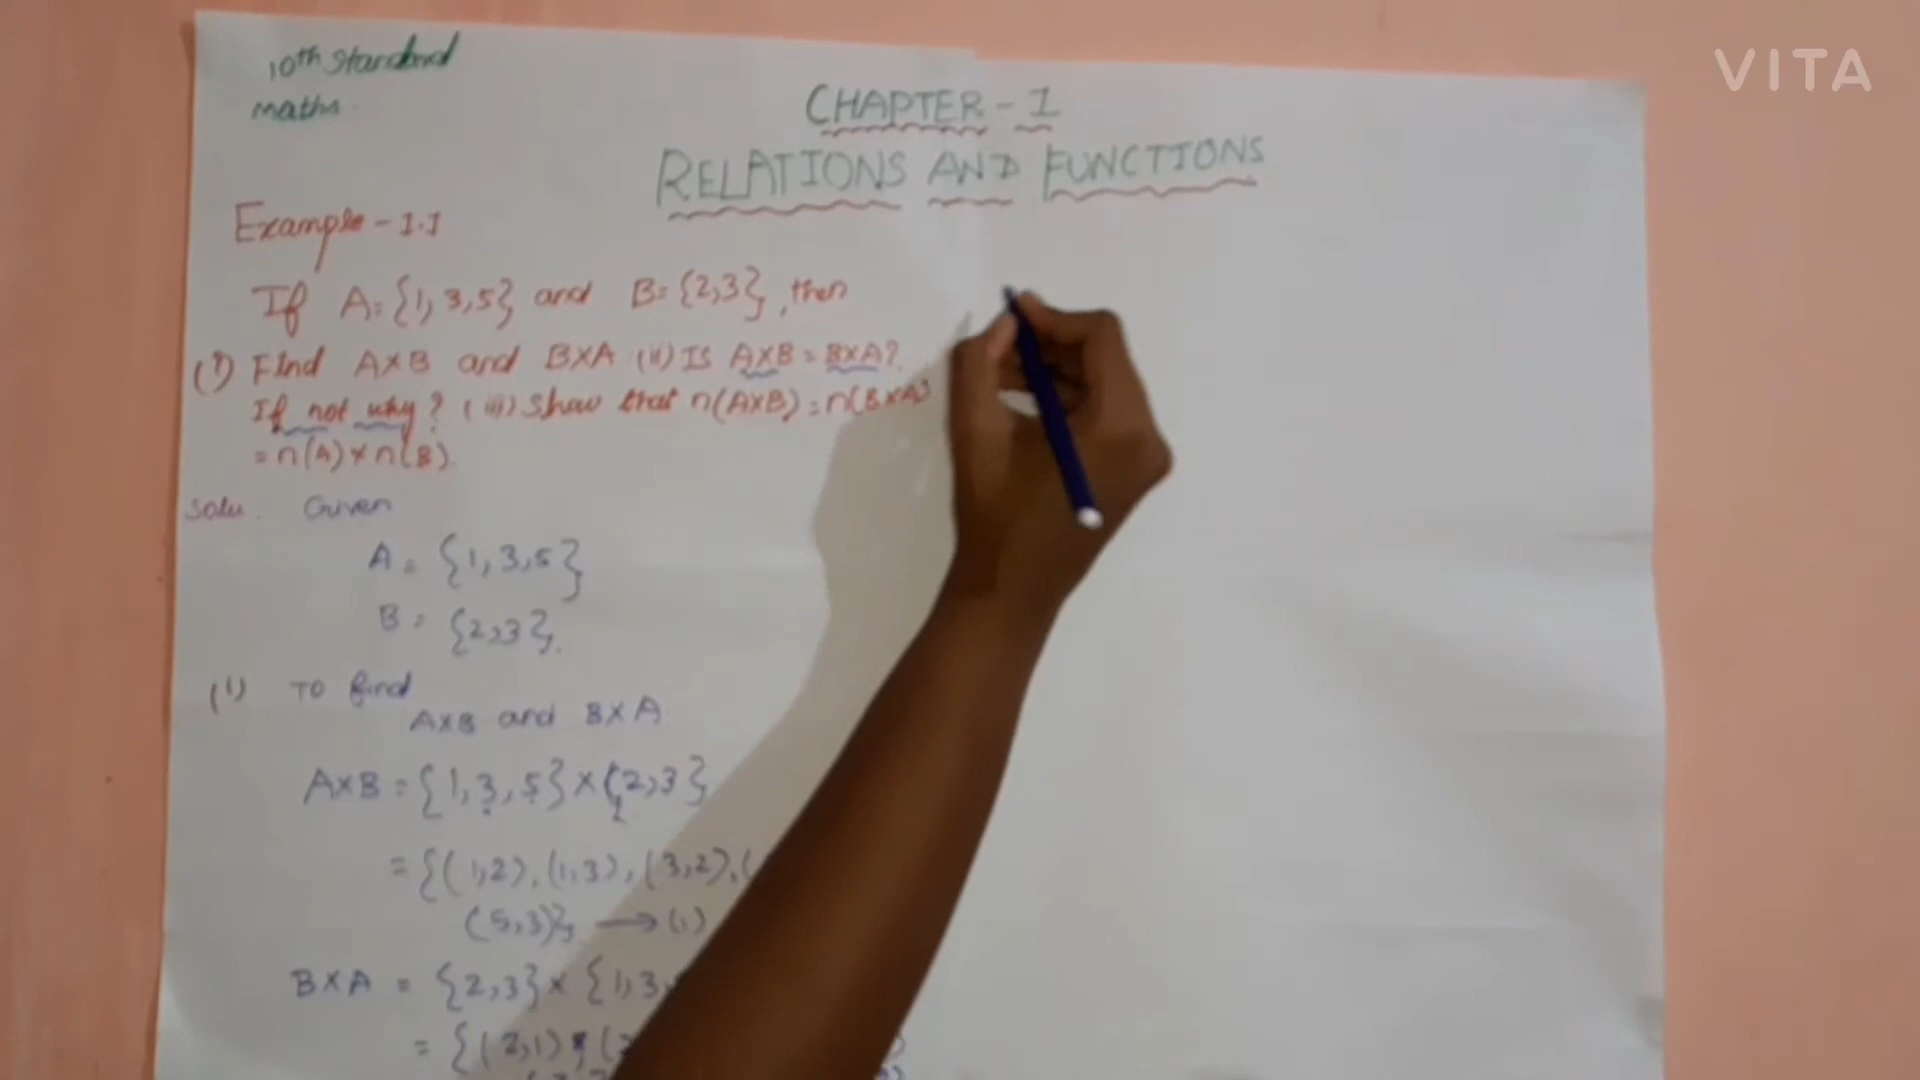 10th Standard
maths.
VITA
CHAPTER - I
RELATIONS AND FUNCTIONS
Example - 1.1
If A = {1, 3, 5} and B = {2, 3}, then
(i) Find A×B and B×A (ii) Is A×B = B×A?
If not why? (iii) Show that n(A×B) = n(B×A)
= n(A) × n(B).
Solu. Given
A = {1, 3, 5}
B = {2, 3}.
(i) To find
A×B and B×A.
A×B = {1, 3, 5} × {2, 3}
= {(1,2), (1,3), (3,2), (
(5,3)} → (1)
B×A = {2, 3} × {1, 3,
= {(2,1), (2